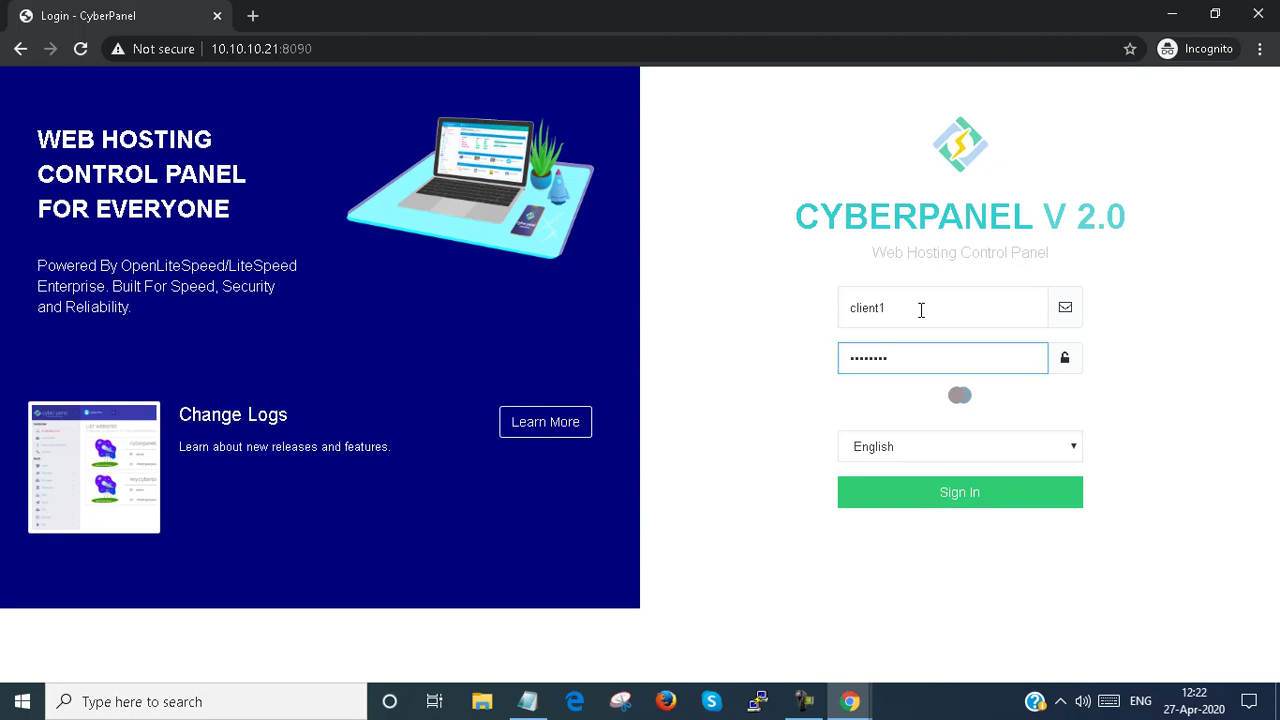 Login - CyberPanel
Not secure
10.10.10.21:8090
Incognito
WEB HOSTING
CONTROL PANEL
FOR EVERYONE
Powered By OpenLiteSpeed/LiteSpeed
Enterprise. Built For Speed, Security
and Reliability.
Change Logs
Learn about new releases and features.
Learn More
CYBERPANEL V 2.0
Web Hosting Control Panel
client1
English
Sign In
Type here to search
ENG
12:22
27-Apr-2020